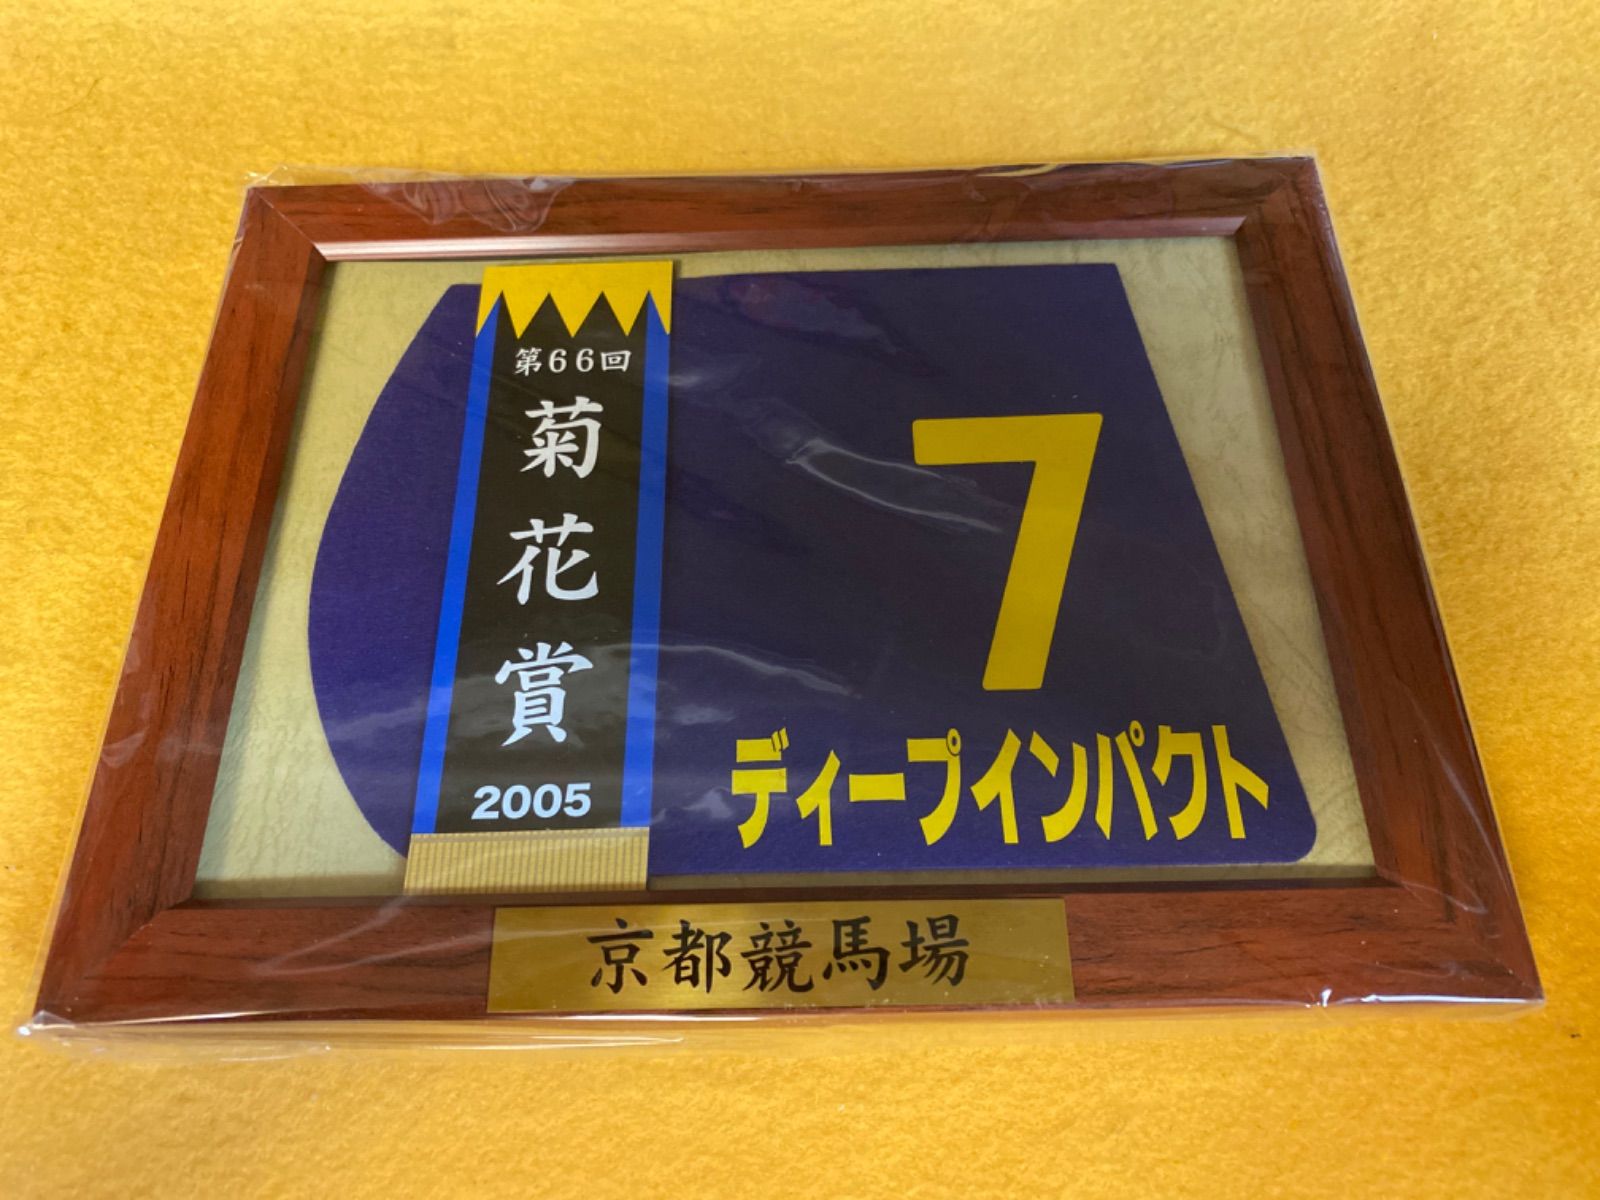 第66回
菊花賞
2005
7
ディープインパクト
京都競馬場